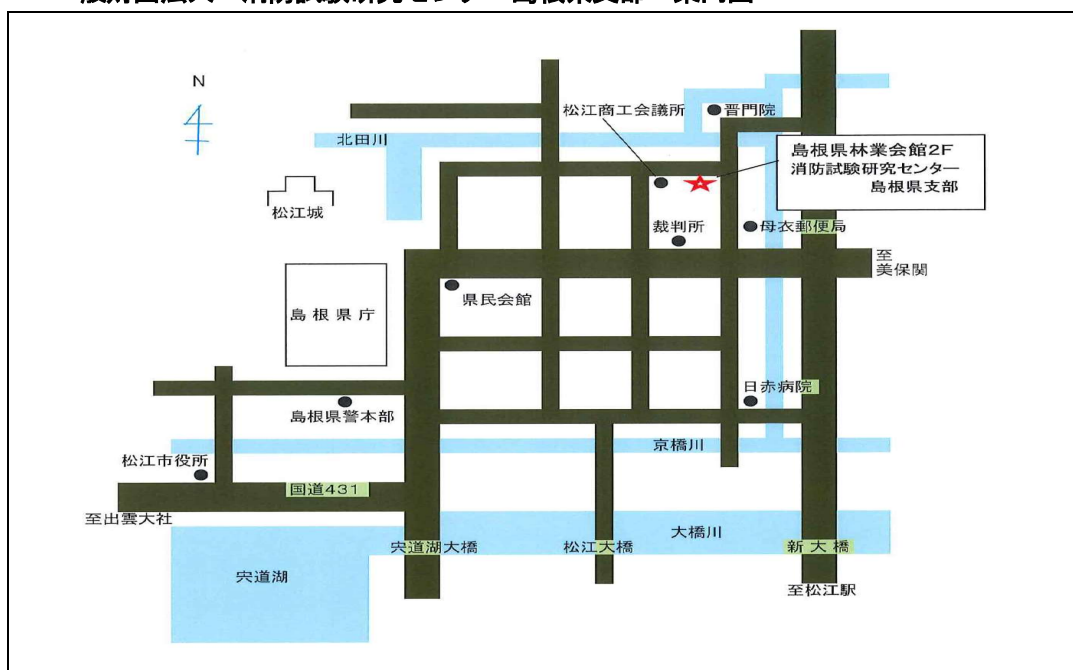 N
松江商工会議所
晋門院
北田川
島根県林業会館2F
消防試験研究センター
島根県支部
松江城
裁判所
母衣郵便局
至
美保関
県民会館
島根県庁
日赤病院
島根県警本部
京橋川
松江市役所
国道431
至出雲大社
大橋川
宍道湖大橋
松江大橋
新大橋
宍道湖
至松江駅